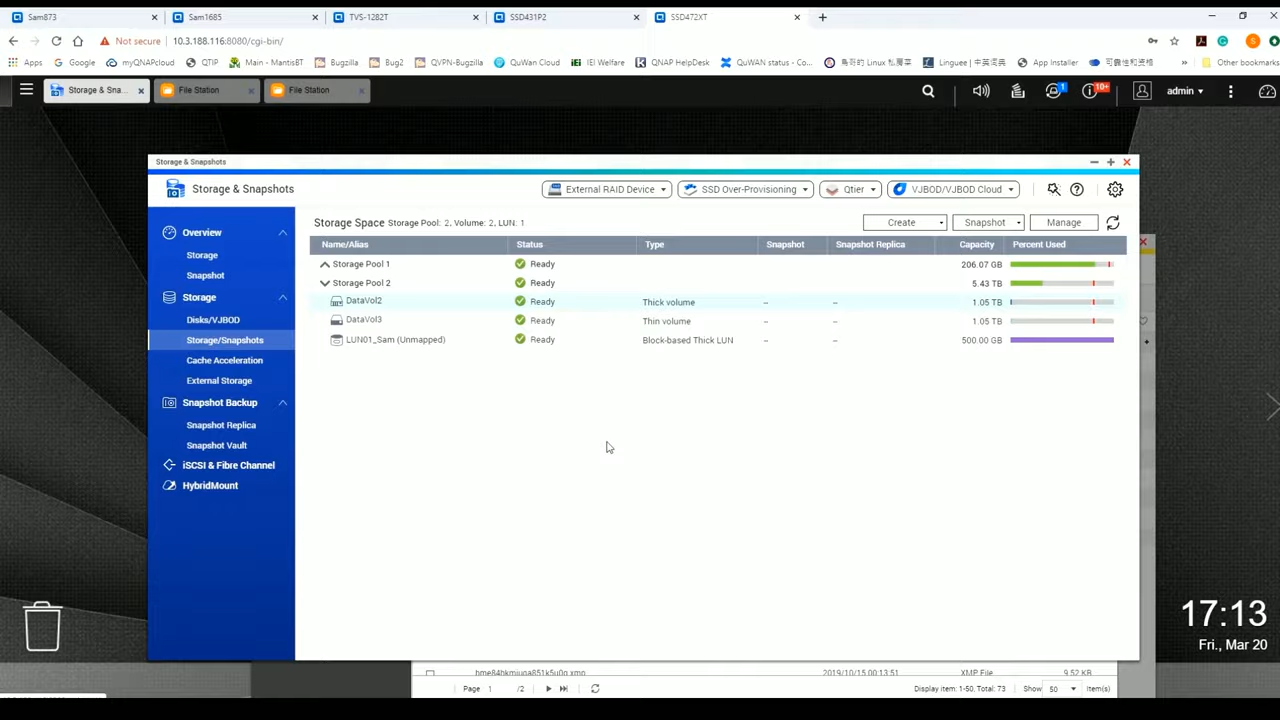 Sam873
Sam1685
TVS-1282T
SSD431P2
SSD472XT
Not secure
10.3.188.116:8080/cgi-bin/
Apps
Google
myQNAPcloud
QTIP
Main - MantisBT
Bugzilla
Bug2
QVPN-Bugzilla
QuWan Cloud
IEI Welfare
QNAP HelpDesk
QuWAN status - Co...
鳥哥的 Linux 私房菜
Linguee | 中英词典
App Installer
»
Other bookmarks
Storage & Sna...
File Station
File Station
1
10+
admin
Storage & Snapshots
Storage & Snapshots
External RAID Device
SSD Over-Provisioning
Qtier
VJBOD/VJBOD Cloud
Overview
Storage
Snapshot
Storage
Disks/VJBOD
Storage/Snapshots
Cache Acceleration
External Storage
Snapshot Backup
Snapshot Replica
Snapshot Vault
iSCSI & Fibre Channel
HybridMount
Storage Space Storage Pool: 2, Volume: 2, LUN: 1
Create
Snapshot
Manage
Name/Alias Status Type Snapshot Snapshot Replica Capacity Percent Used
Storage Pool 1 Ready 206.07 GB
Storage Pool 2 Ready 5.43 TB
DataVol2 Ready Thick volume -- -- 1.05 TB
DataVol3 Ready Thin volume -- -- 1.05 TB
LUN01_Sam (Unmapped) Ready Block-based Thick LUN -- -- 500.00 GB
17:13
Fri., Mar 20
2019/10/15 00:13:51 XMP File 9.52 KB
Page 1 /2
Display item: 1-50, Total: 73 Show 50 Item(s)